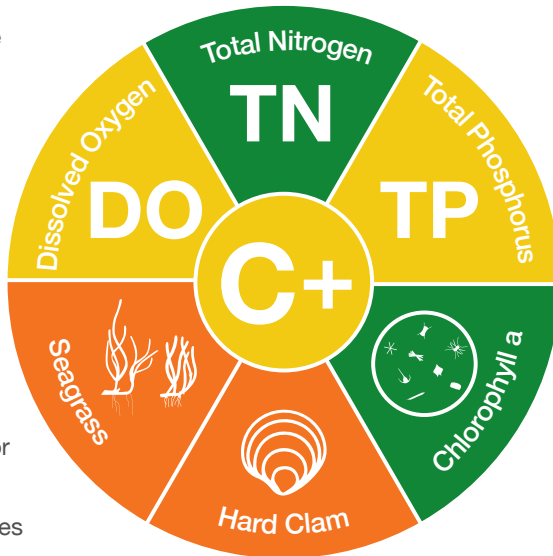 Total Nitrogen
TN
Total Phosphorus
TP
Dissolved Oxygen
DO
C+
Seagrass
Chlorophyll a
Hard Clam